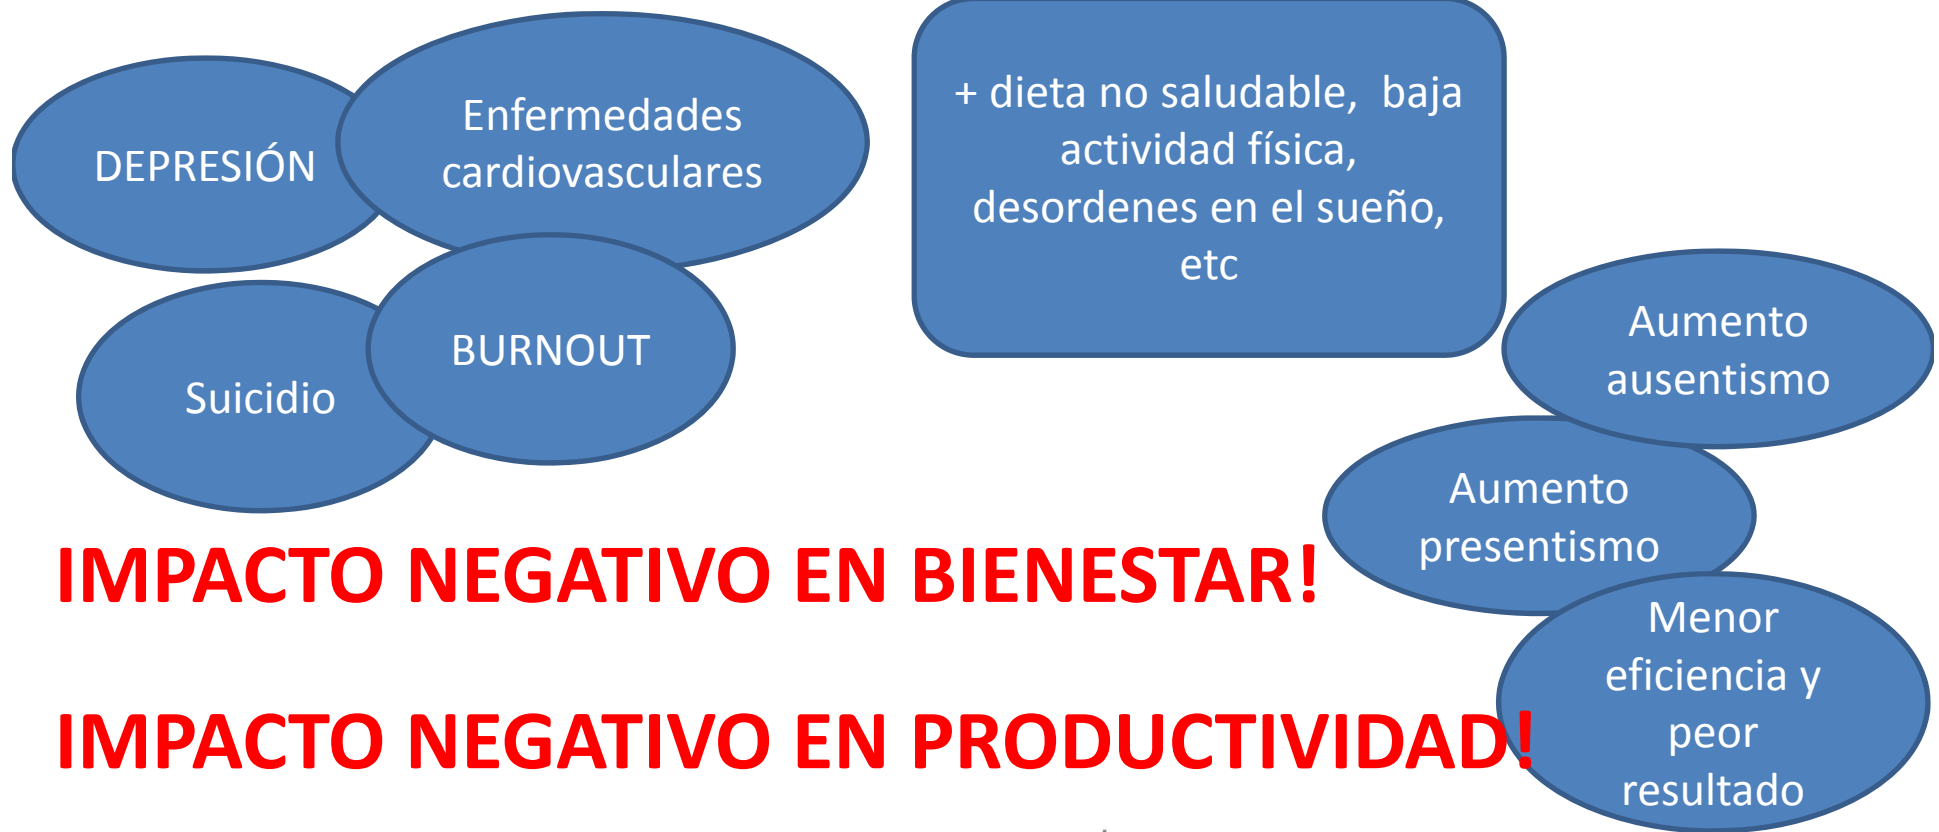 DEPRESIÓN
Enfermedades
cardiovasculares
Suicidio
BURNOUT
+ dieta no saludable, baja
actividad física,
desordenes en el sueño,
etc
Aumento
ausentismo
Aumento
presentismo
Menor
eficiencia y
peor
resultado
IMPACTO NEGATIVO EN BIENESTAR!
IMPACTO NEGATIVO EN PRODUCTIVIDAD!